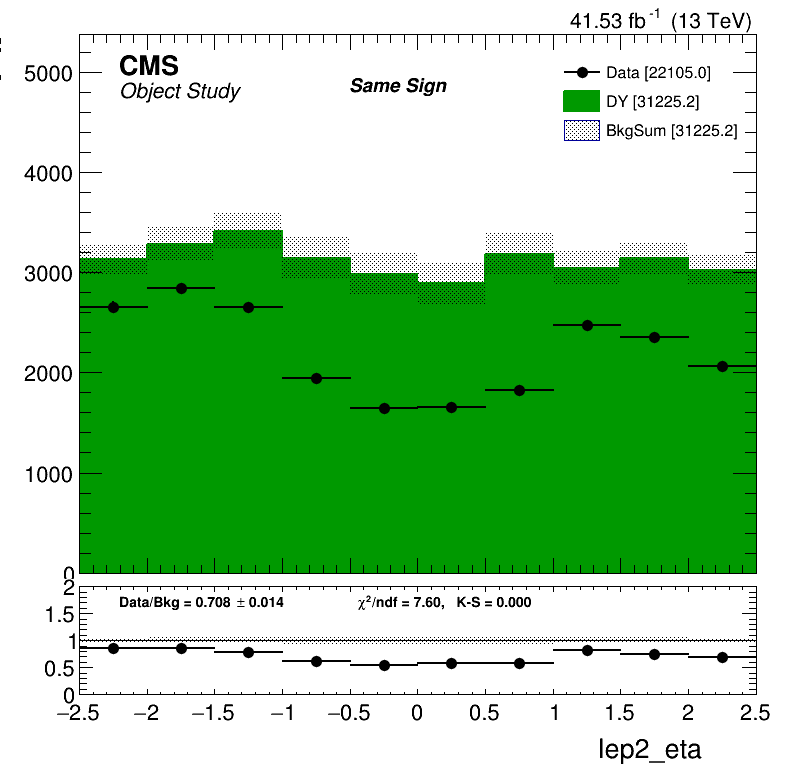 41.53 fb⁻¹ (13 TeV)
CMS
Object Study
Same Sign
Data [22105.0]
DY [31225.2]
BkgSum [31225.2]
5000
4000
3000
2000
1000
0
Data/Bkg = 0.708 ± 0.014
χ²/ndf = 7.60, K-S = 0.000
2
1.5
1
0.5
0
−2.5 −2 −1.5 −1 −0.5 0 0.5 1 1.5 2 2.5
lep2_eta